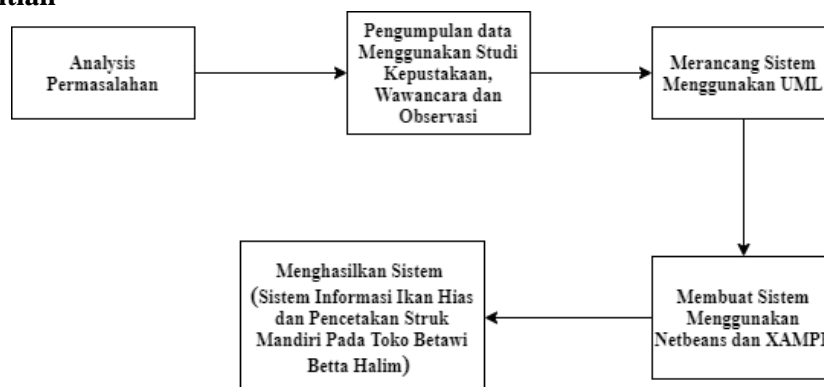 Analysis
Permasalahan
Pengumpulan data
Menggunakan Studi
Kepustakaan,
Wawancara dan
Observasi
Merancang Sistem
Menggunakan UML
Membuat Sistem
Menggunakan
Netbeans dan XAMPP
Menghasilkan Sistem
(Sistem Informasi Ikan Hias
dan Pencetakan Struk
Mandiri Pada Toko Betawi
Betta Halim)